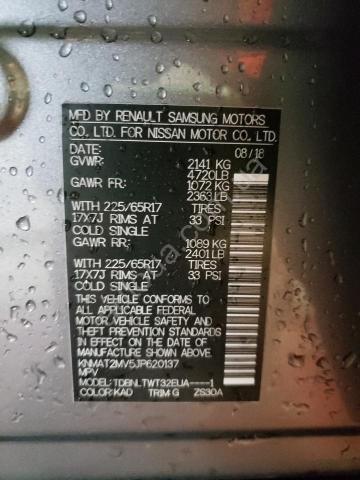 MFD BY RENAULT SAMSUNG MOTORS
CO., LTD. FOR NISSAN MOTOR CO., LTD.
DATE: 08/18
GVWR: 2141 KG
4720LB
GAWR FR: 1072 KG
2363LB
WITH 225/65R17 TIRES
17X7J RIMS AT 33 PSI
COLD SINGLE
GAWR RR: 1089 KG
2401LB
WITH 225/65R17 TIRES
17X7J RIMS AT 33 PSI
COLD SINGLE
THIS VEHICLE CONFORMS TO
ALL APPLICABLE FEDERAL
MOTOR VEHICLE SAFETY AND
THEFT PREVENTION STANDARDS
IN EFFECT ON THE DATE OF
MANUFACTURE SHOWN ABOVE.
KNMAT2MV5JP620137
MPV
MODEL: TDBNLTWT32EUA----1
COLOR: KAD TRIM: G ZS30A